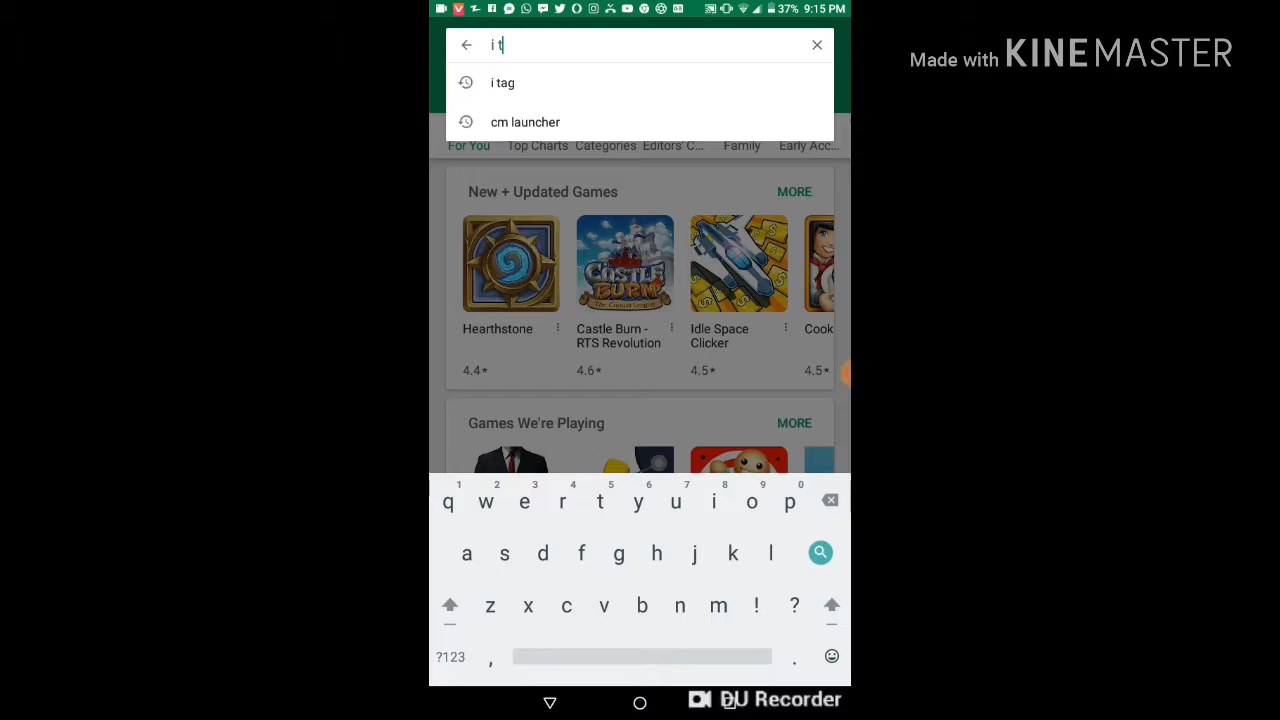 37% 9:15 PM
Made with KINEMASTER
i t
i tag
cm launcher
For You Top Charts Categories Editors' C... Family Early Acc...
New + Updated Games MORE
CASTLE BURN
Hearthstone
Castle Burn - RTS Revolution
Idle Space Clicker
Cook
4.4★ 4.6★ 4.5★ 4.5★
Games We're Playing MORE
1 2 3 4 5 6 7 8 9 0
q w e r t y u i o p
a s d f g h j k l
z x c v b n m ! ?
?123 , .
DU Recorder